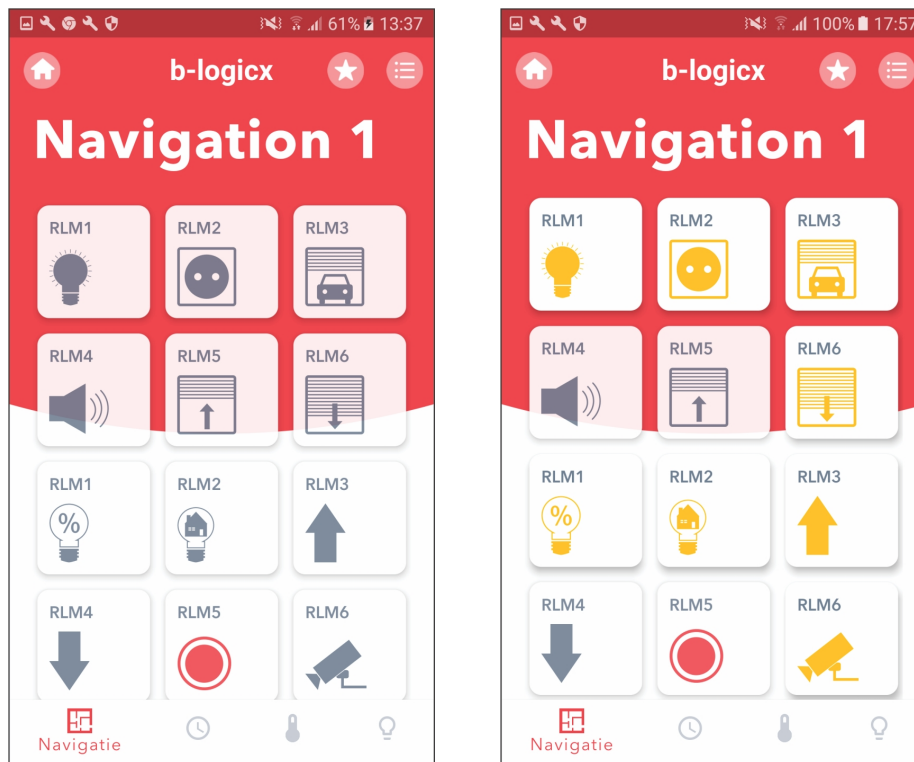 61% 13:37
b-logicx
Navigation 1
RLM1 RLM2 RLM3
%
RLM4 RLM5 RLM6
RLM1 RLM2 RLM3
RLM4 RLM5 RLM6
Navigatie
100% 17:57
b-logicx
Navigation 1
RLM1 RLM2 RLM3
RLM4 RLM5 RLM6
RLM1 RLM2 RLM3
%
RLM4 RLM5 RLM6
Navigatie